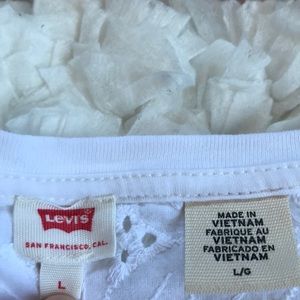 Levi's
SAN FRANCISCO, CAL.
L
MADE IN
VIETNAM
FABRIQUE AU
VIETNAM
FABRICADO EN
VIETNAM
L/G